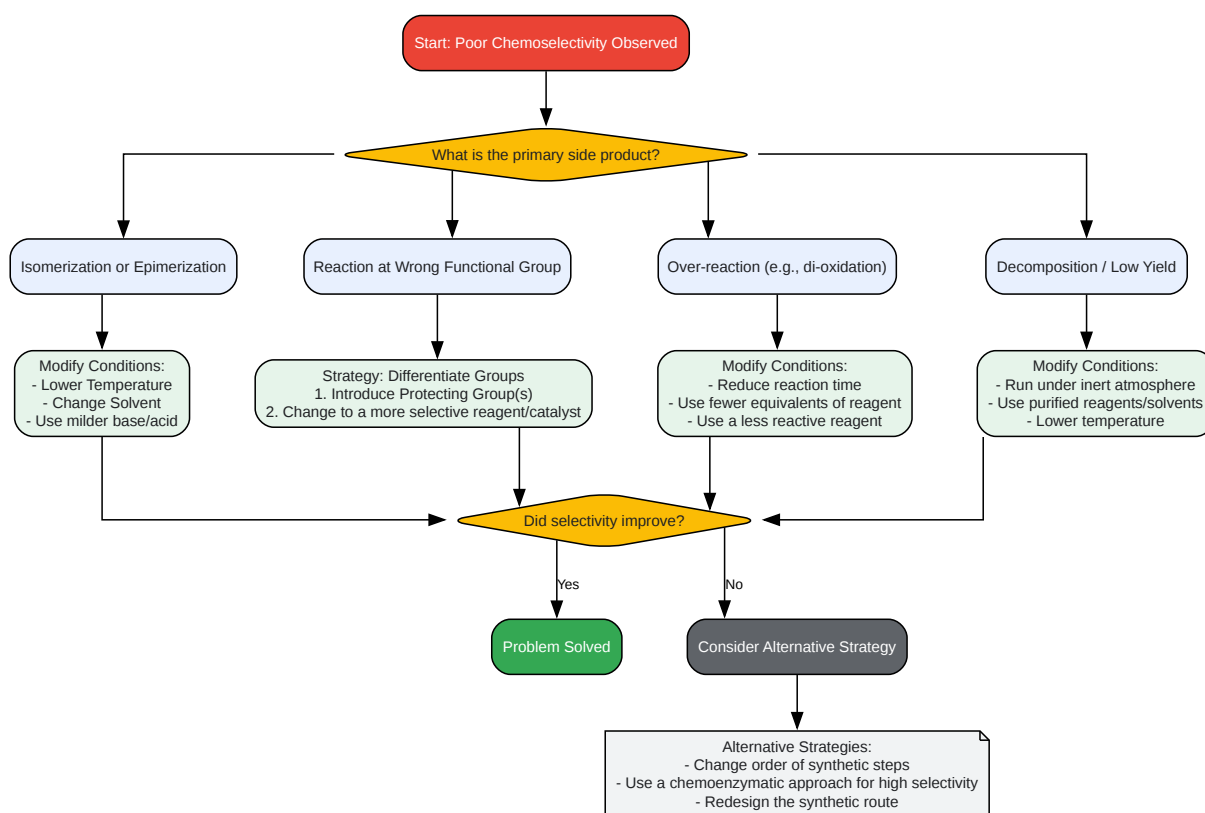 Start: Poor Chemoselectivity Observed
What is the primary side product?
Isomerization or Epimerization
Reaction at Wrong Functional Group
Over-reaction (e.g., di-oxidation)
Decomposition / Low Yield
Modify Conditions:
- Lower Temperature
- Change Solvent
- Use milder base/acid
Strategy: Differentiate Groups
1. Introduce Protecting Group(s)
2. Change to a more selective reagent/catalyst
Modify Conditions:
- Reduce reaction time
- Use fewer equivalents of reagent
- Use a less reactive reagent
Modify Conditions:
- Run under inert atmosphere
- Use purified reagents/solvents
- Lower temperature
Did selectivity improve?
Yes
No
Problem Solved
Consider Alternative Strategy
Alternative Strategies:
- Change order of synthetic steps
- Use a chemoenzymatic approach for high selectivity
- Redesign the synthetic route